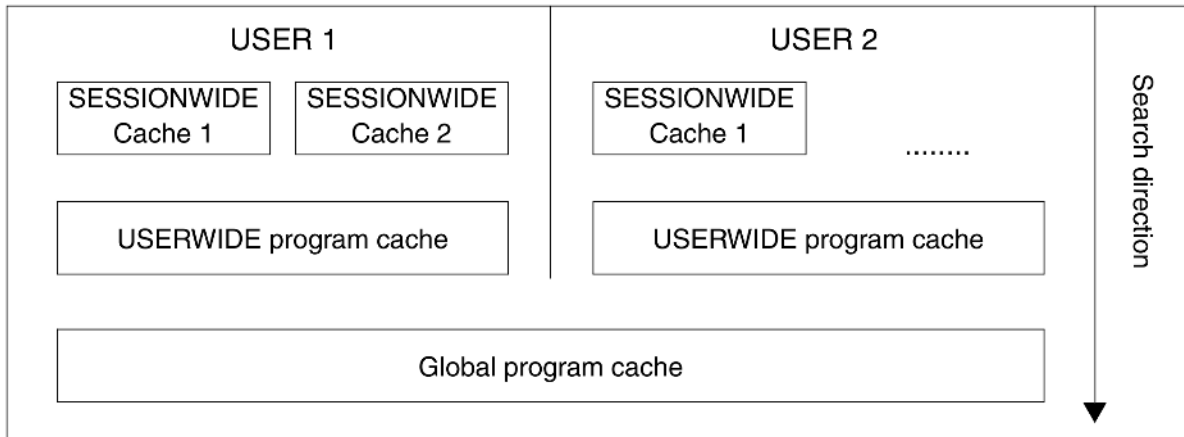 USER 1
USER 2
SESSIONWIDE
Cache 1
SESSIONWIDE
Cache 2
SESSIONWIDE
Cache 1
........
USERWIDE program cache
USERWIDE program cache
Global program cache
Search direction